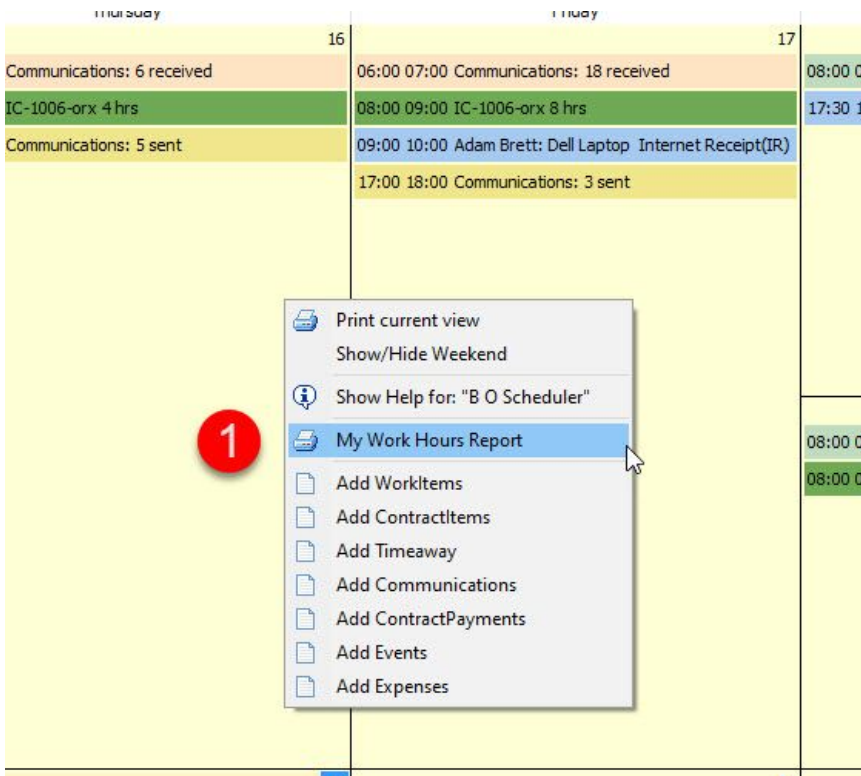 Thursday
Friday
16
17
Communications: 6 received
06:00 07:00 Communications: 18 received
08:00
IC-1006-orx 4 hrs
08:00 09:00 IC-1006-orx 8 hrs
17:30
Communications: 5 sent
09:00 10:00 Adam Brett: Dell Laptop Internet Receipt(IR)
17:00 18:00 Communications: 3 sent
Print current view
Show/Hide Weekend
Show Help for: "B O Scheduler"
1
My Work Hours Report
08:00
Add WorkItems
08:00
Add ContractItems
Add Timeaway
Add Communications
Add ContractPayments
Add Events
Add Expenses